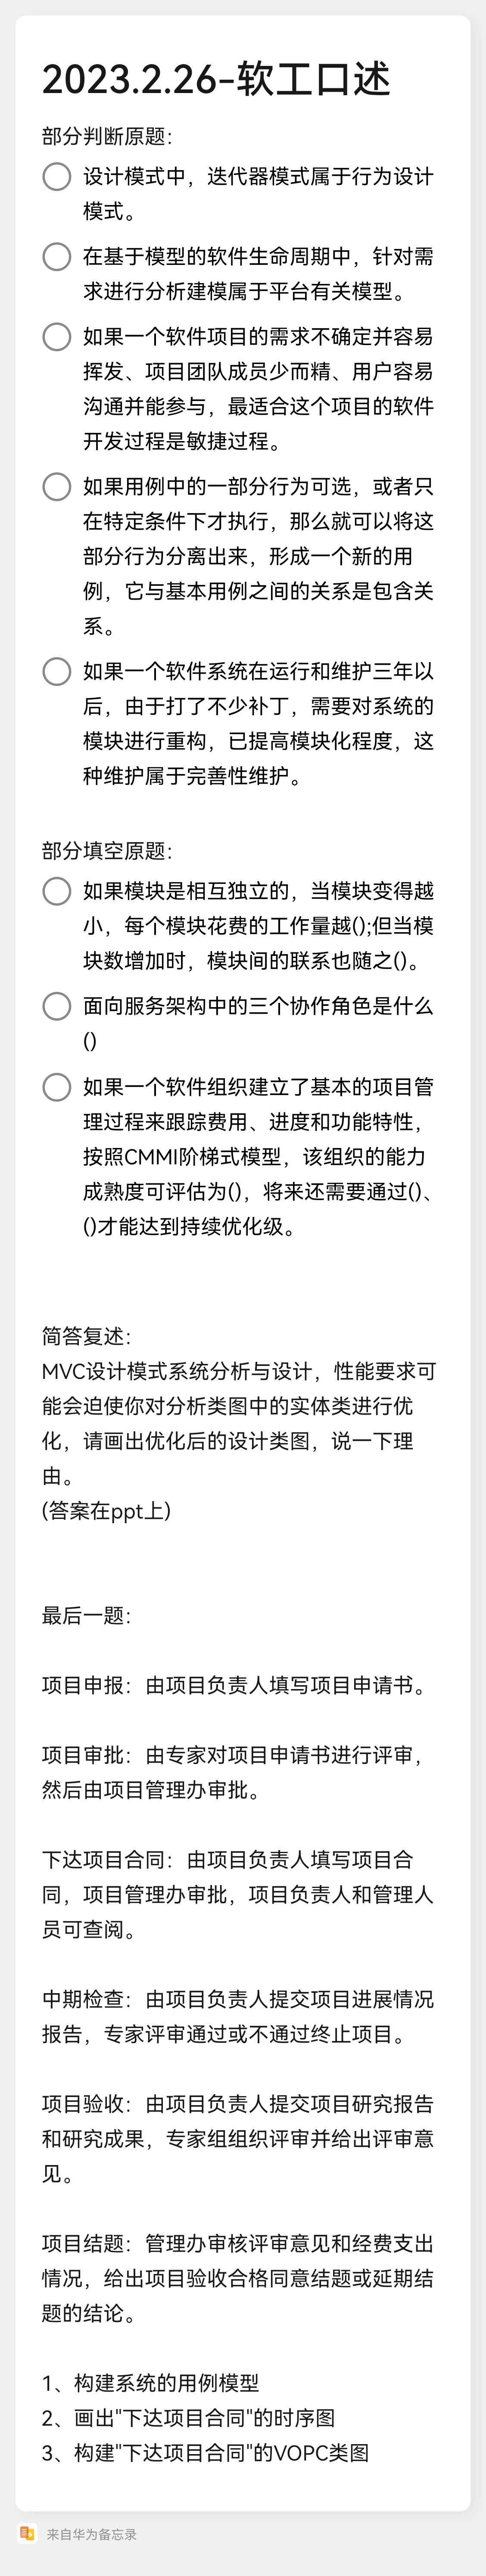 2023.2.26-软工口述
部分判断原题：
设计模式中，迭代器模式属于行为设计
模式。
在基于模型的软件生命周期中，针对需
求进行分析建模属于平台有关模型。
如果一个软件项目的需求不确定并容易
挥发、项目团队成员少而精、用户容易
沟通并能参与，最适合这个项目的软件
开发过程是敏捷过程。
如果用例中的一部分行为可选，或者只
在特定条件下才执行，那么就可以将这
部分行为分离出来，形成一个新的用
例，它与基本用例之间的关系是包含关
系。
如果一个软件系统在运行和维护三年以
后，由于打了不少补丁，需要对系统的
模块进行重构，已提高模块化程度，这
种维护属于完善性维护。
部分填空原题：
如果模块是相互独立的，当模块变得越
小，每个模块花费的工作量越();但当模
块数增加时，模块间的联系也随之()。
面向服务架构中的三个协作角色是什么
()
如果一个软件组织建立了基本的项目管
理过程来跟踪费用、进度和功能特性，
按照CMMI阶梯式模型，该组织的能力
成熟度可评估为()，将来还需要通过()、
()才能达到持续优化级。
简答复述：
MVC设计模式系统分析与设计，性能要求可
能会迫使你对分析类图中的实体类进行优
化，请画出优化后的设计类图，说一下理
由。
(答案在ppt上)
最后一题：
项目申报：由项目负责人填写项目申请书。
项目审批：由专家对项目申请书进行评审，
然后由项目管理办审批。
下达项目合同：由项目负责人填写项目合
同，项目管理办审批，项目负责人和管理人
员可查阅。
中期检查：由项目负责人提交项目进展情况
报告，专家评审通过或不通过终止项目。
项目验收：由项目负责人提交项目研究报告
和研究成果，专家组组织评审并给出评审意
见。
项目结题：管理办审核评审意见和经费支出
情况，给出项目验收合格同意结题或延期结
题的结论。
1、构建系统的用例模型
2、画出"下达项目合同"的时序图
3、构建"下达项目合同"的VOPC类图
来自华为备忘录